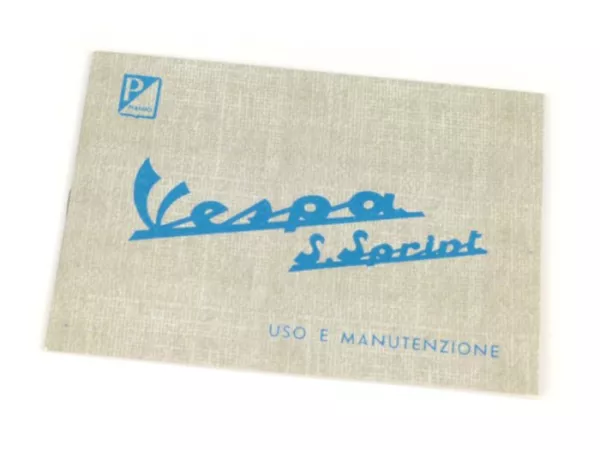 P
PIAGGIO
Vespa
S. Sprint
USO E MANUTENZIONE